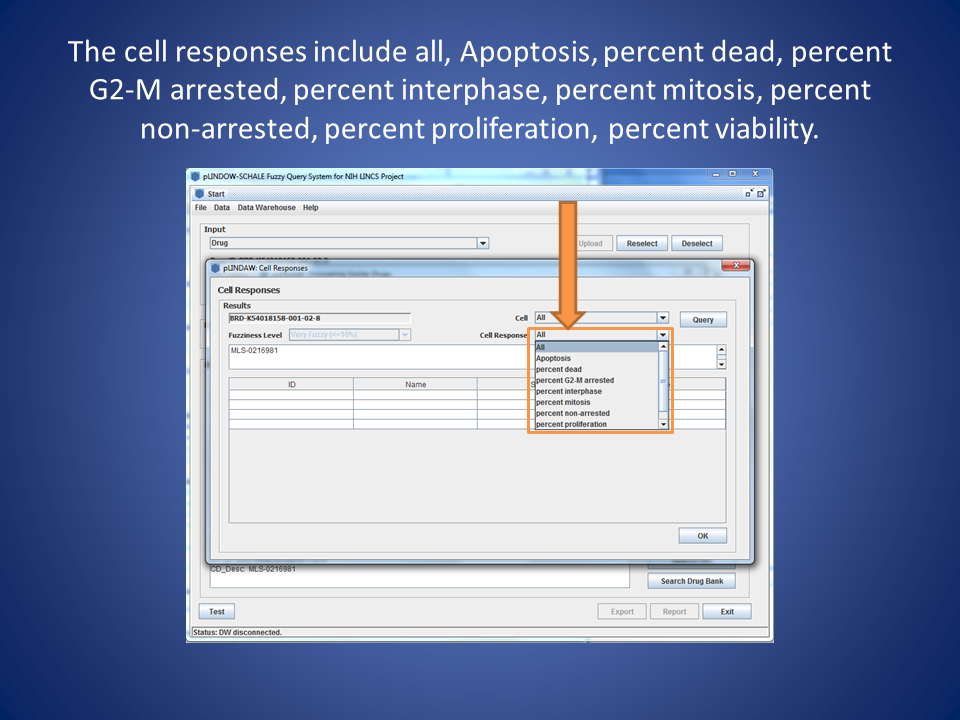 The cell responses include all, Apoptosis, percent dead, percent
G2-M arrested, percent interphase, percent mitosis, percent
non-arrested, percent proliferation, percent viability.
pLINDOW-SCHALE Fuzzy Query System for NIH LINCS Project
Start
File Data Data Warehouse Help
Input
Drug
Upload Reselect Deselect
pLINDAW: Cell Responses
Cell Responses
Results
BRD-K54018158-001-02-8 Cell All Query
Fuzziness Level Very Fuzzy (<=10%) Cell Response All
MLS-0216981
All
Apoptosis
percent dead
percent G2-M arrested
percent interphase
percent mitosis
percent non-arrested
percent proliferation
ID Name
OK
CD_Desc. MLS-0216981
Search Drug Bank
Test Export Report Exit
Status: DW disconnected.